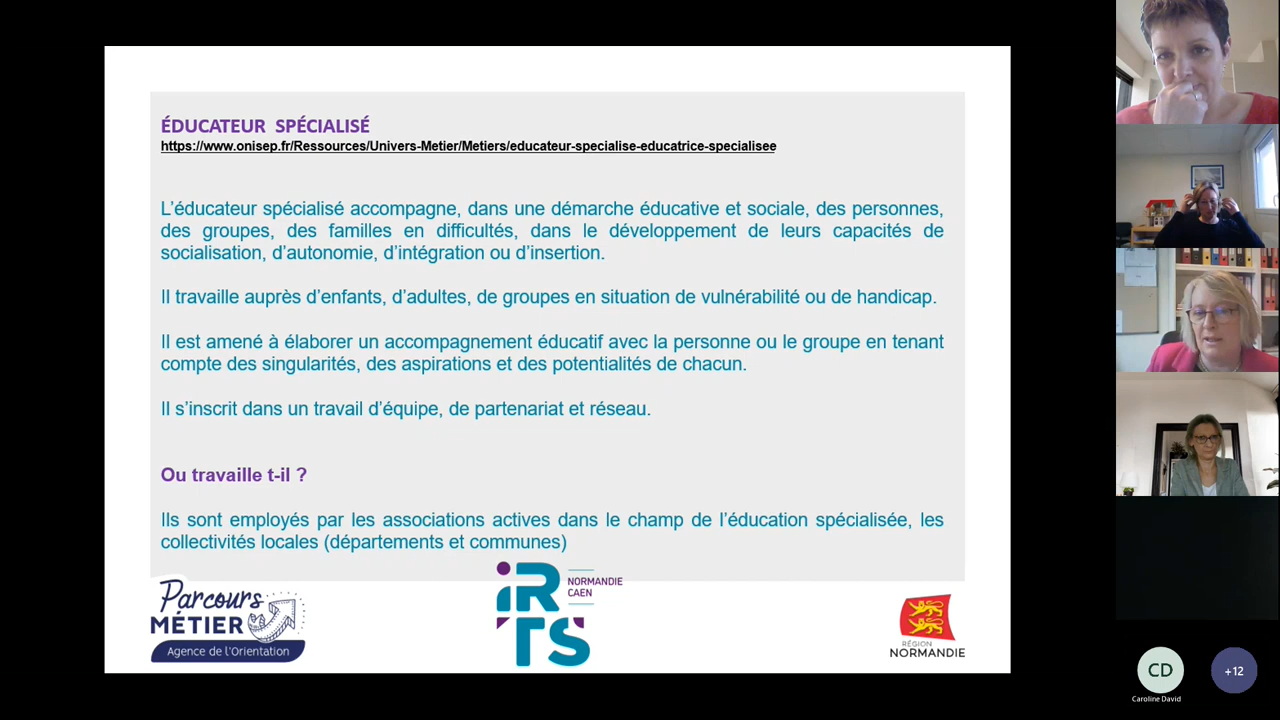 ÉDUCATEUR SPÉCIALISÉ
https://www.onisep.fr/Ressources/Univers-Metier/Metiers/educateur-specialise-educatrice-specialisee
L’éducateur spécialisé accompagne, dans une démarche éducative et sociale, des personnes,
des groupes, des familles en difficultés, dans le développement de leurs capacités de
socialisation, d’autonomie, d’intégration ou d’insertion.
Il travaille auprès d’enfants, d’adultes, de groupes en situation de vulnérabilité ou de handicap.
Il est amené à élaborer un accompagnement éducatif avec la personne ou le groupe en tenant
compte des singularités, des aspirations et des potentialités de chacun.
Il s’inscrit dans un travail d’équipe, de partenariat et réseau.
Ou travaille t-il ?
Ils sont employés par les associations actives dans le champ de l’éducation spécialisée, les
collectivités locales (départements et communes)
Parcours
MÉTIER
Agence de l’Orientation
iRTS
NORMANDIE
CAEN
RÉGION
NORMANDIE
CD
Caroline David
+12